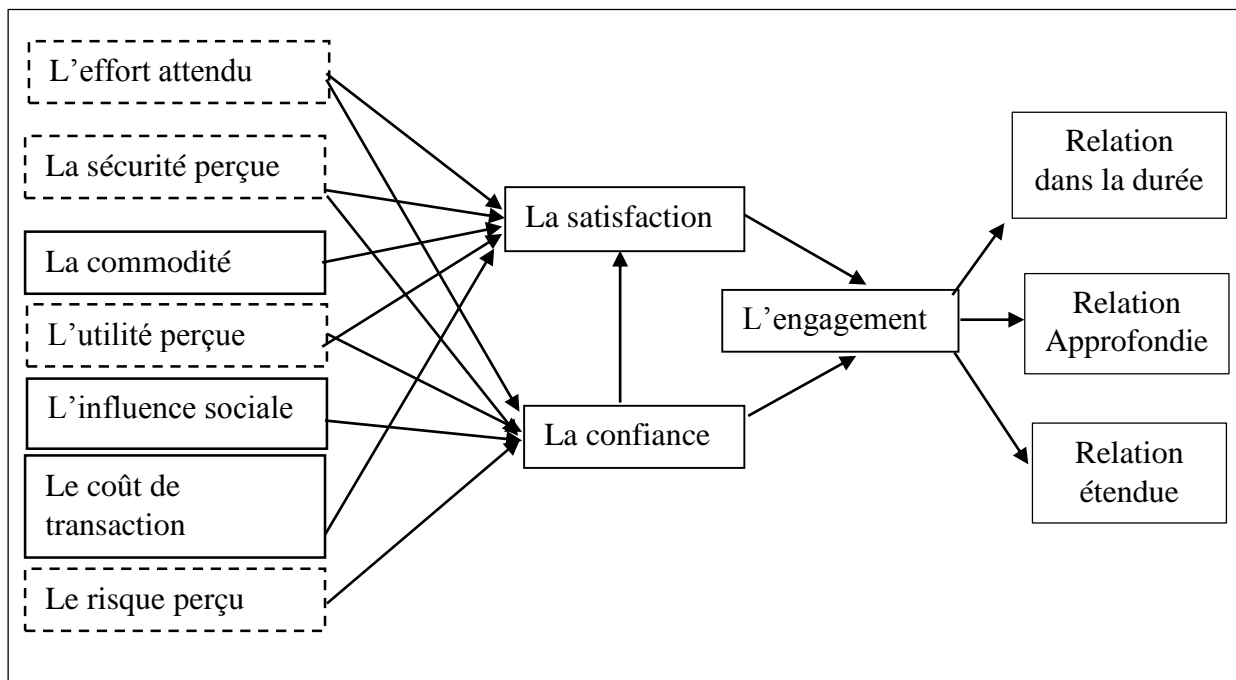 L’effort attendu
La sécurité perçue
La commodité
L’utilité perçue
L’influence sociale
Le coût de
transaction
Le risque perçu
La satisfaction
La confiance
L’engagement
Relation
dans la durée
Relation
Approfondie
Relation
étendue